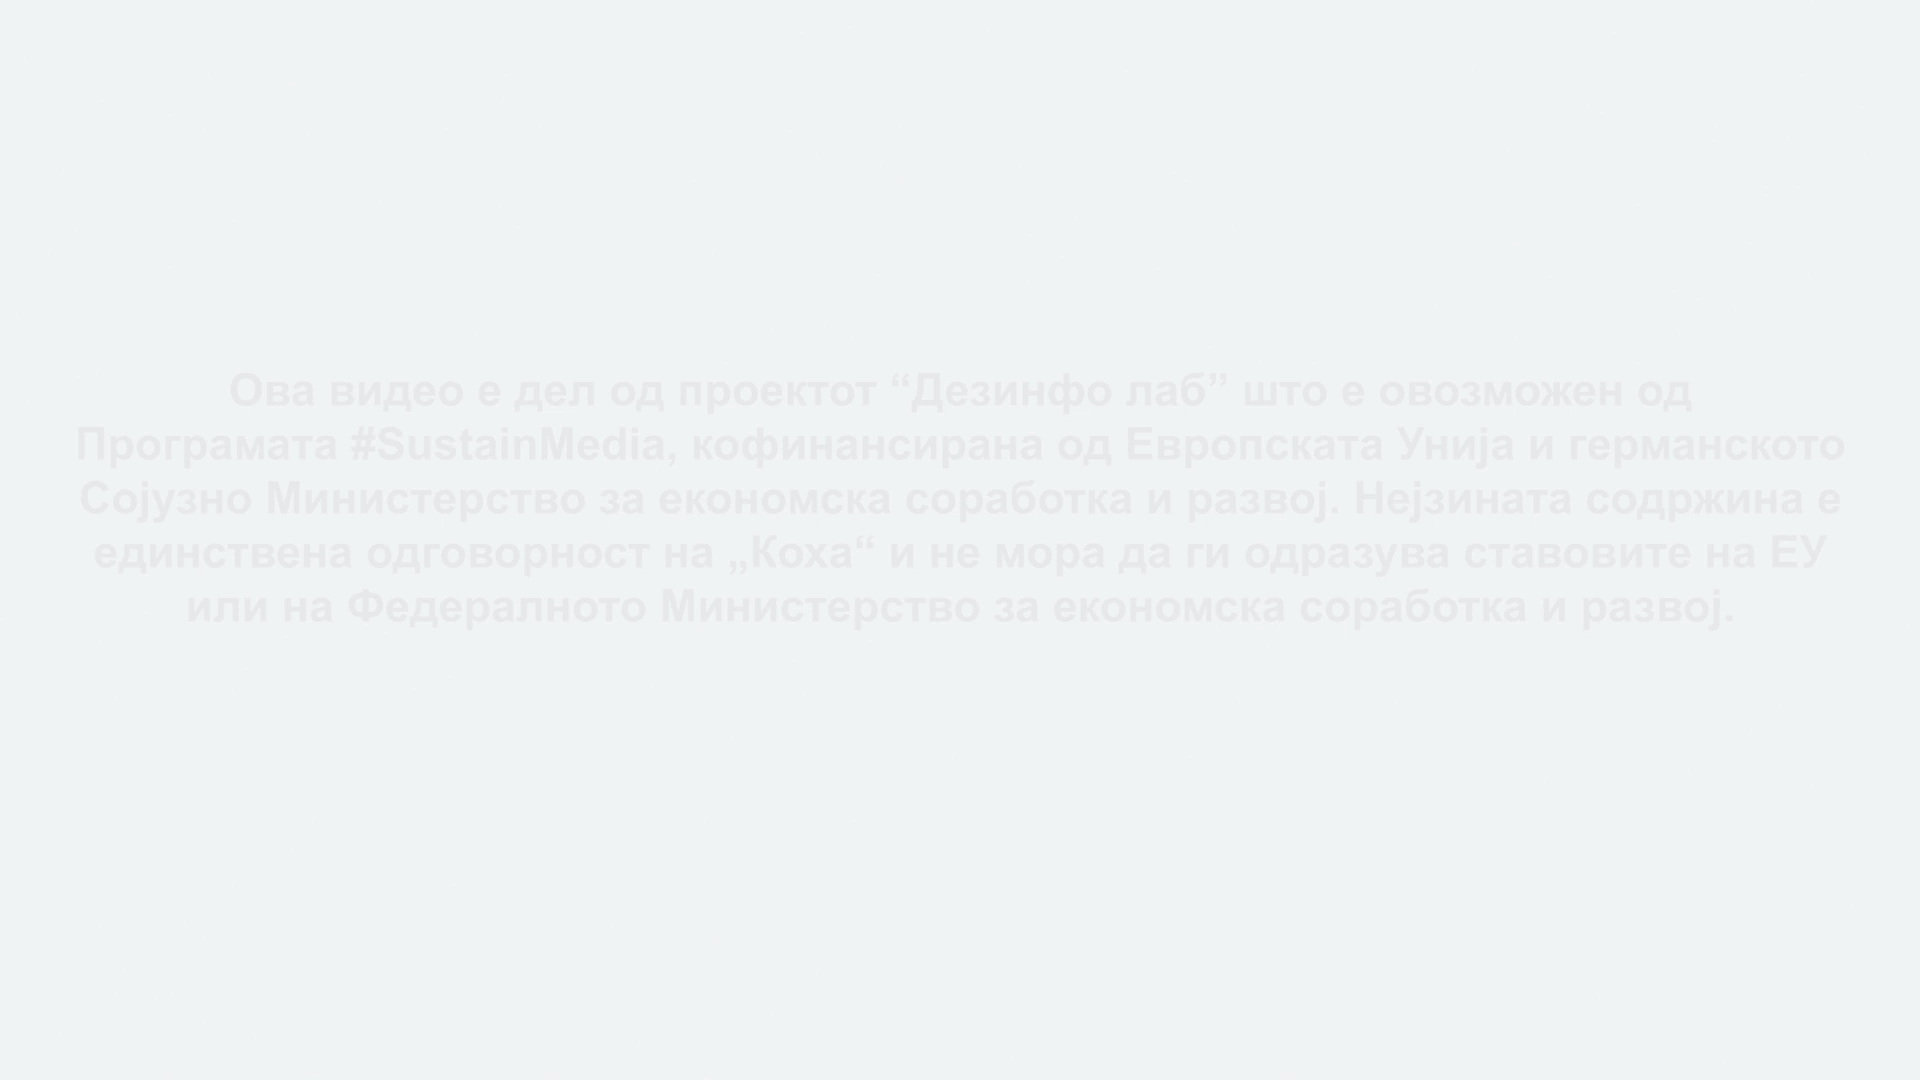 Ова видео е дел од проектот “Дезинфо лаб” што е овозможен од
Програмата #SustainMedia, кофинансирана од Европската Унија и германското
Сојузно Министерство за економска соработка и развој. Нејзината содржина е
единствена одговорност на „Коха“ и не мора да ги одразува ставовите на ЕУ
или на Федералното Министерство за економска соработка и развој.